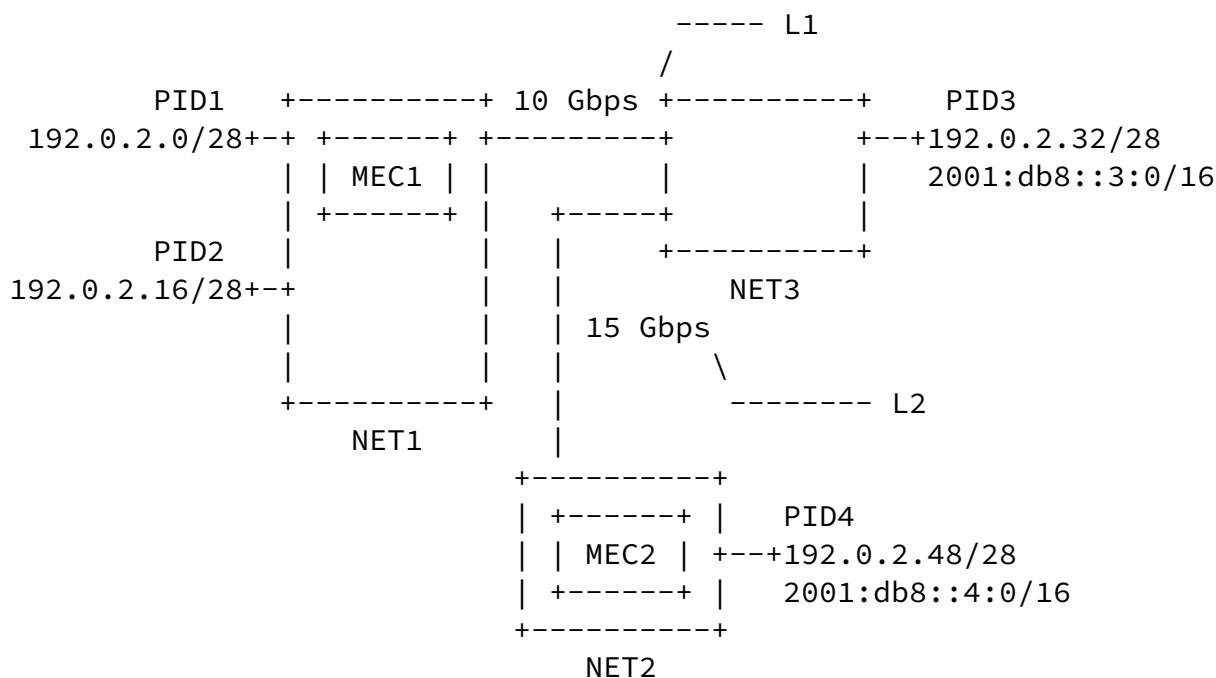 L1
PID1 10 Gbps PID3
192.0.2.0/28 192.0.2.32/28
MEC1 2001:db8::3:0/16
PID2
192.0.2.16/28 NET3
15 Gbps
L2
NET1
PID4
MEC2 192.0.2.48/28
2001:db8::4:0/16
NET2